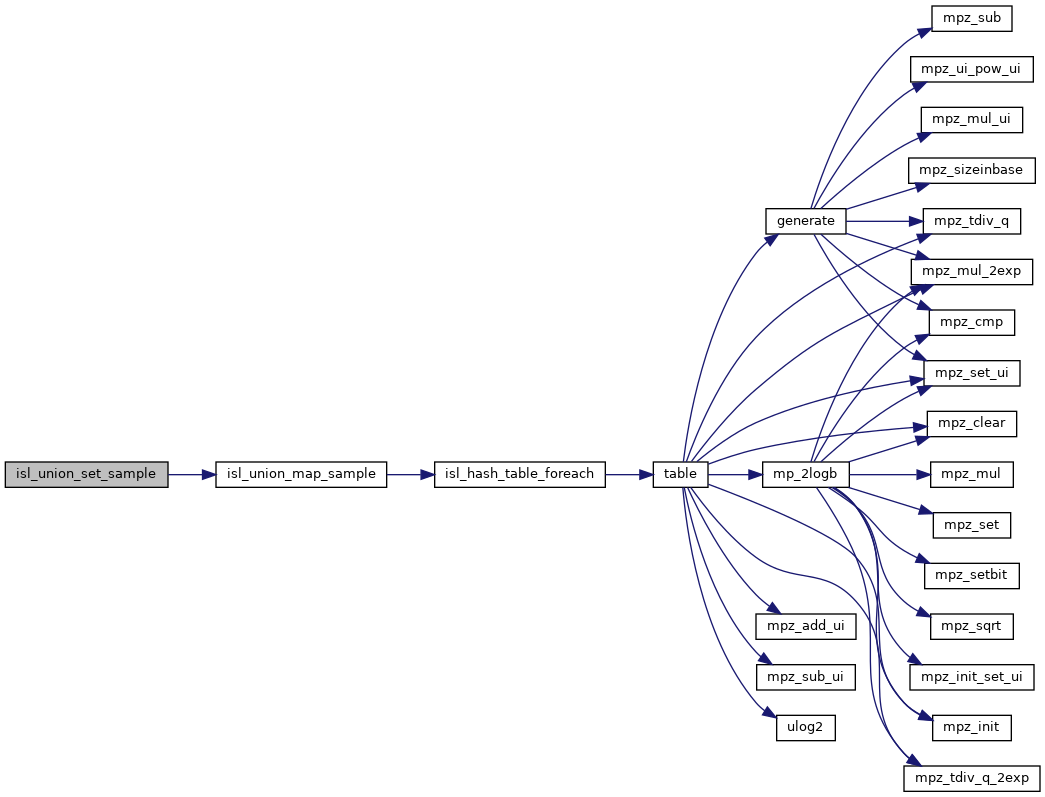 mpz_sub
mpz_ui_pow_ui
mpz_mul_ui
mpz_sizeinbase
generate
mpz_tdiv_q
mpz_mul_2exp
mpz_cmp
mpz_set_ui
mpz_clear
isl_union_set_sample
isl_union_map_sample
isl_hash_table_foreach
table
mp_2logb
mpz_mul
mpz_set
mpz_setbit
mpz_add_ui
mpz_sqrt
mpz_sub_ui
mpz_init_set_ui
ulog2
mpz_init
mpz_tdiv_q_2exp